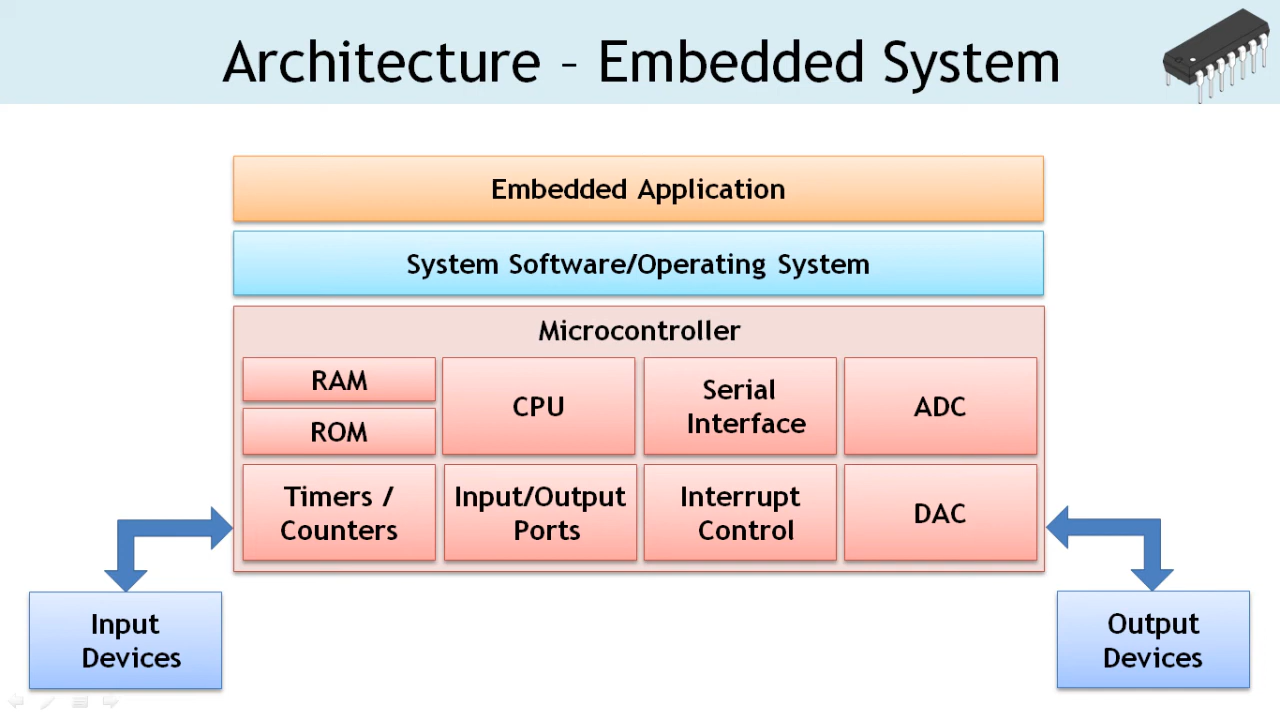 Architecture – Embedded System
Embedded Application
System Software/Operating System
Microcontroller
RAM
ROM
CPU
Serial
Interface
ADC
Timers /
Counters
Input/Output
Ports
Interrupt
Control
DAC
Input
Devices
Output
Devices